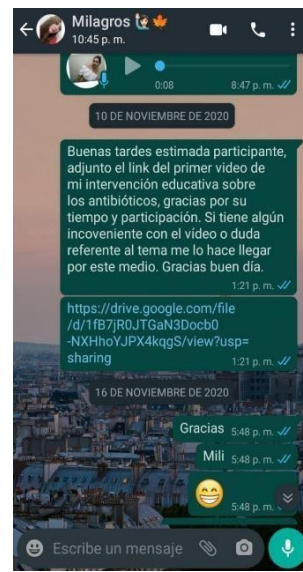 Milagros
10:45 p. m.
0:08 8:47 p. m.
10 DE NOVIEMBRE DE 2020
Buenas tardes estimada participante,
adjunto el link del primer video de
mi intervención educativa sobre
los antibióticos, gracias por su
tiempo y participación. Si tiene algún
incoveniente con el vídeo o duda
referente al tema me lo hace llegar
por este medio. Gracias buen día.
1:21 p. m.
https://drive.google.com/file
/d/1fB7jR0JTGaN3Docb0
-NXHhoYJPX4kqgS/view?usp=
sharing 1:21 p. m.
16 DE NOVIEMBRE DE 2020
Gracias 5:48 p. m.
Mili 5:48 p. m.
5:48 p. m.
Escribe un mensaje